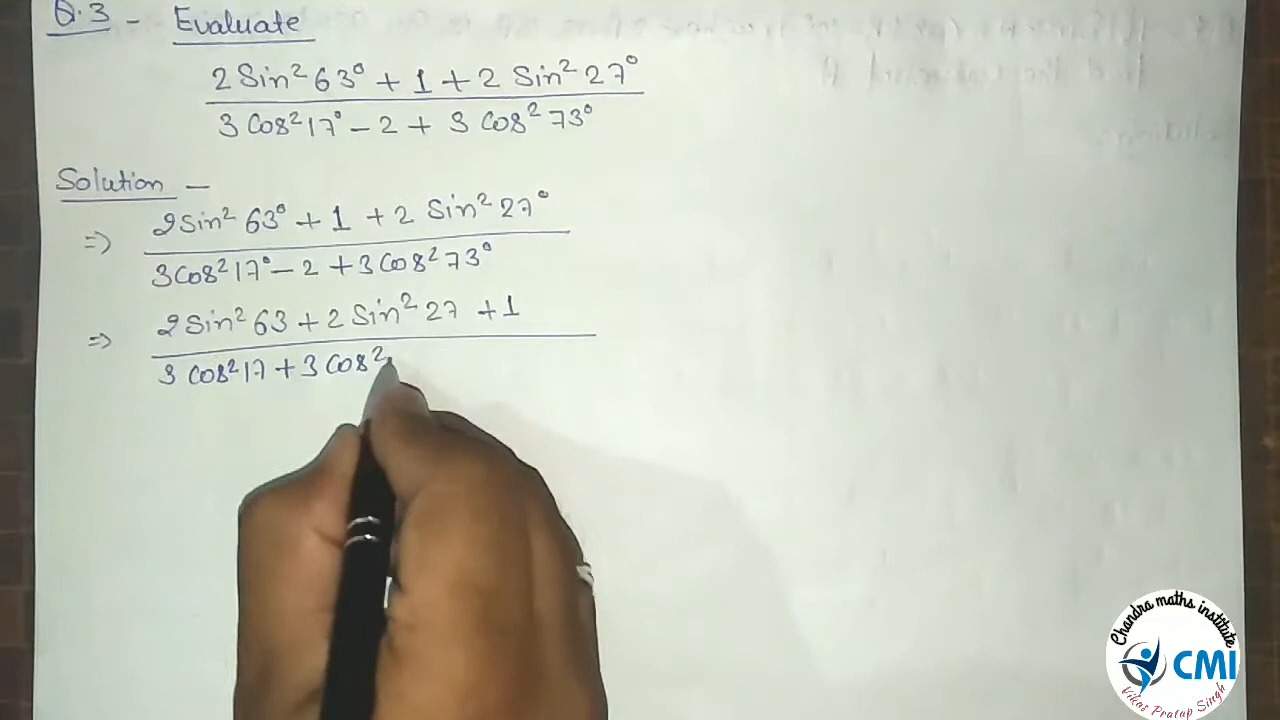 Q.3 - Evaluate
2 Sin² 63° + 1 + 2 Sin² 27°
3 Cos² 17° - 2 + 3 Cos² 73°
Solution -
⇒ 2 Sin² 63° + 1 + 2 Sin² 27°
3 Cos² 17° - 2 + 3 Cos² 73°
⇒ 2 Sin² 63 + 2 Sin² 27 + 1
3 Cos² 17 + 3 Cos²
Chandra maths institute
CMI
Vikas Pratap Singh